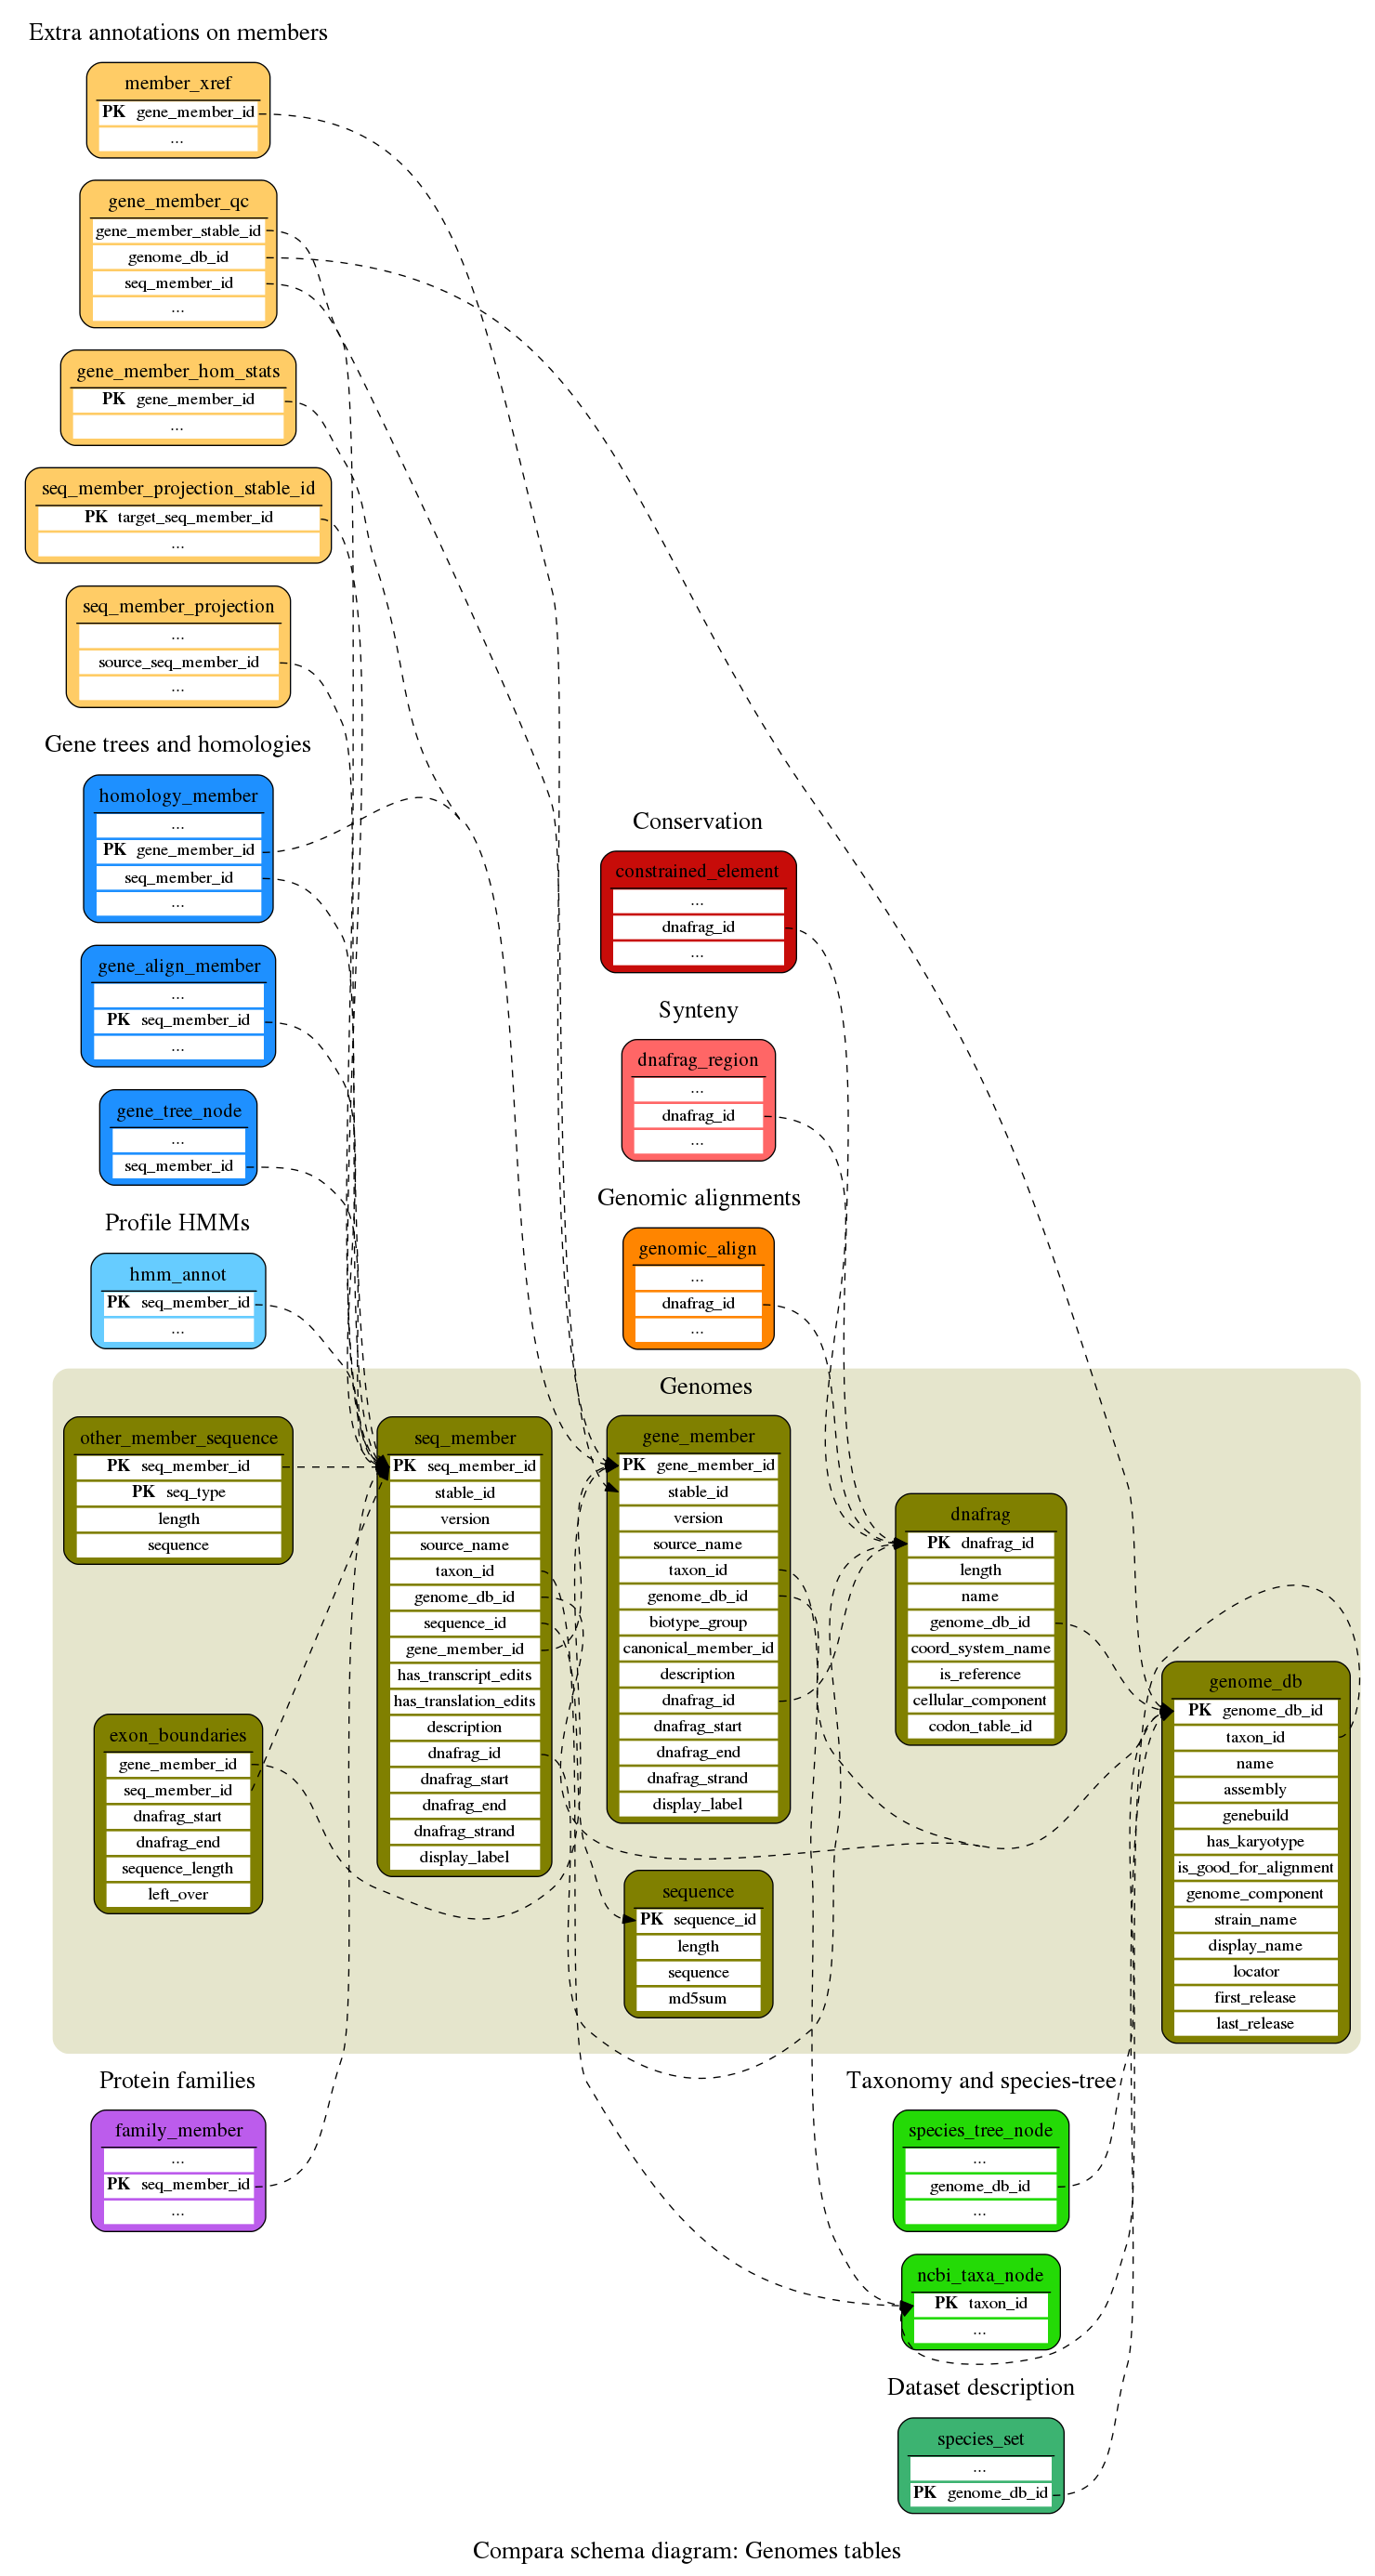 Extra annotations on members
member_xref
PK gene_member_id
...
gene_member_qc
gene_member_stable_id
genome_db_id
seq_member_id
...
gene_member_hom_stats
PK gene_member_id
...
seq_member_projection_stable_id
PK target_seq_member_id
...
seq_member_projection
...
source_seq_member_id
...
Gene trees and homologies
homology_member
...
PK gene_member_id
seq_member_id
...
gene_align_member
...
PK seq_member_id
...
gene_tree_node
...
seq_member_id
Profile HMMs
hmm_annot
PK seq_member_id
...
Conservation
constrained_element
...
dnafrag_id
...
Synteny
dnafrag_region
...
dnafrag_id
...
Genomic alignments
genomic_align
...
dnafrag_id
...
Genomes
other_member_sequence
PK seq_member_id
PK seq_type
length
sequence
exon_boundaries
gene_member_id
seq_member_id
dnafrag_start
dnafrag_end
sequence_length
left_over
seq_member
PK seq_member_id
stable_id
version
source_name
taxon_id
genome_db_id
sequence_id
gene_member_id
has_transcript_edits
has_translation_edits
description
dnafrag_id
dnafrag_start
dnafrag_end
dnafrag_strand
display_label
gene_member
PK gene_member_id
stable_id
version
source_name
taxon_id
genome_db_id
biotype_group
canonical_member_id
description
dnafrag_id
dnafrag_start
dnafrag_end
dnafrag_strand
display_label
sequence
PK sequence_id
length
sequence
md5sum
dnafrag
PK dnafrag_id
length
name
genome_db_id
coord_system_name
is_reference
cellular_component
codon_table_id
genome_db
PK genome_db_id
taxon_id
name
assembly
genebuild
has_karyotype
is_good_for_alignment
genome_component
strain_name
display_name
locator
first_release
last_release
Protein families
family_member
...
PK seq_member_id
...
Taxonomy and species-tree
species_tree_node
...
genome_db_id
...
ncbi_taxa_node
PK taxon_id
...
Dataset description
species_set
...
PK genome_db_id
Compara schema diagram: Genomes tables